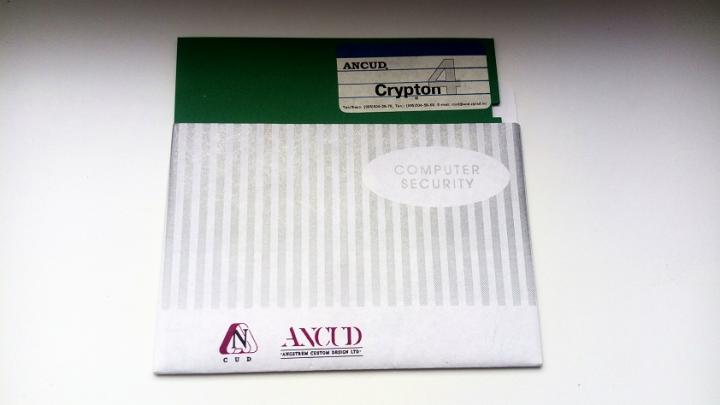 ANCUD
4
Crypton
COMPUTER
SECURITY
N
CUD
ANCUD
"ANGSTREM CUSTOM DESIGN LTD"